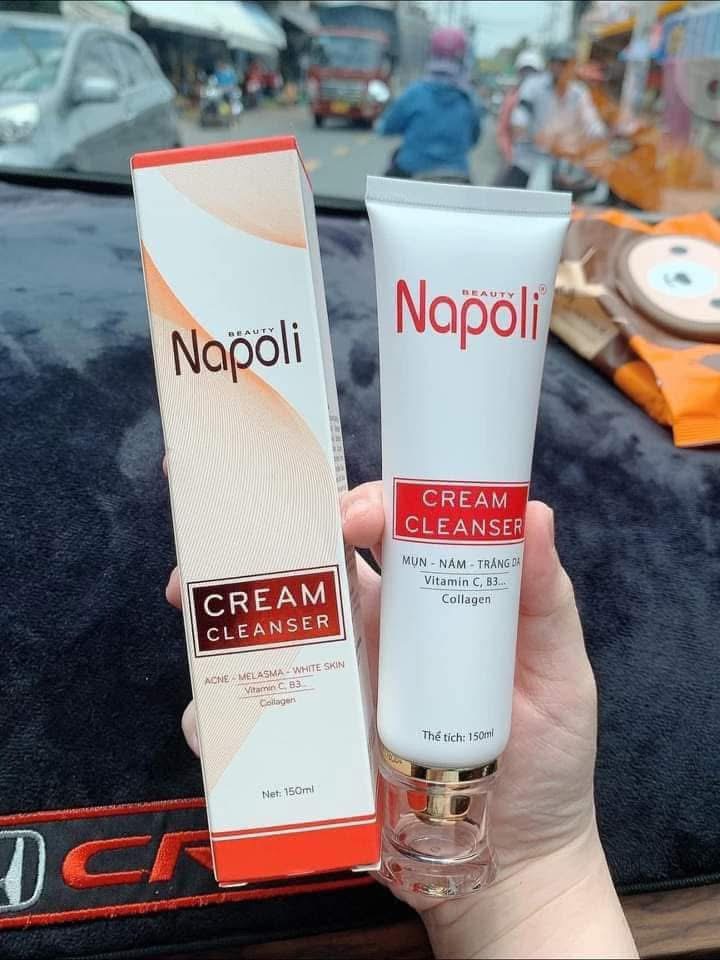 BEAUTY
Napoli
CREAM
CLEANSER
ACNE - MELASMA - WHITE SKIN
Vitamin C, B3...
Collagen
Net: 150ml
BEAUTY
Napoli®
CREAM
CLEANSER
MỤN - NÁM - TRẮNG DA
Vitamin C, B3...
Collagen
Thể tích: 150ml
CR